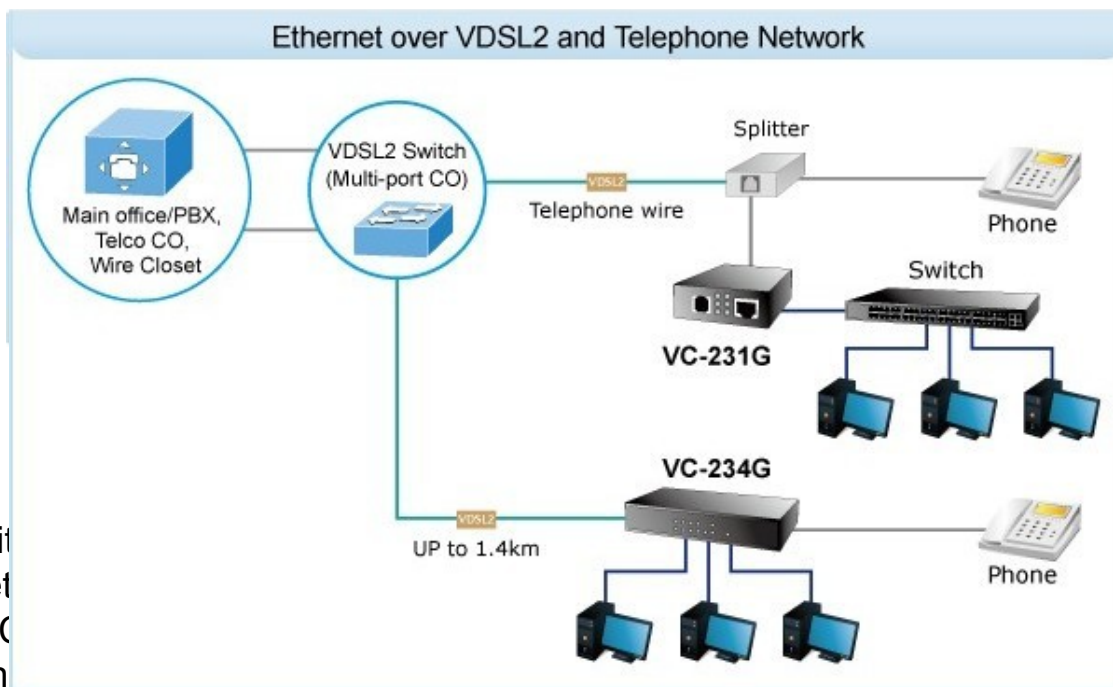 Ethernet over VDSL2 and Telephone Network
Splitter
VDSL2 Switch
(Multi-port CO)
VDSL2
Telephone wire
Main office/PBX,
Telco CO,
Wire Closet
Phone
Switch
VC-231G
VC-234G
VDSL2
UP to 1.4km
Phone